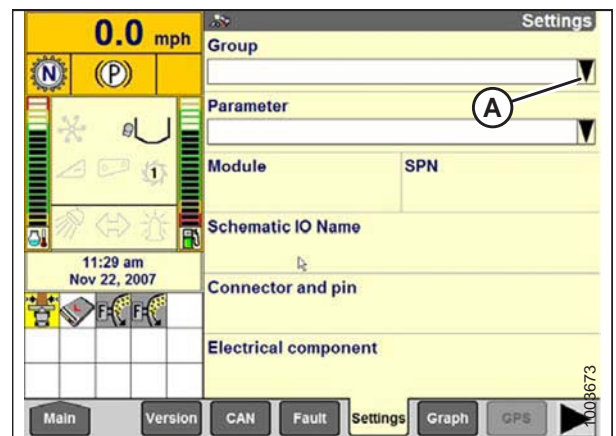 0.0 mph
Settings
Group
N
(P)
A
Parameter
1
Module SPN
Schematic IO Name
11:29 am
Nov 22, 2007
Connector and pin
L
F F
Electrical component
1003673
Main Version CAN Fault Settings Graph GPS